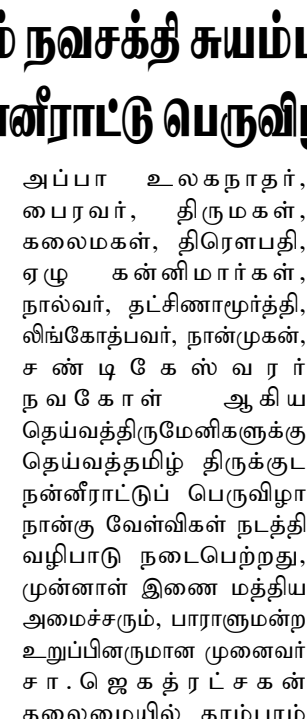 நவசக்தி சுயம்பு
னீராட்டு பெருவிழ
அப்பா உலகநாதர்,
பைரவர், திருமகள்,
கலைமகள், திரௌபதி,
ஏழு கன்னிமார்கள்,
நால்வர், தட்சிணாமூர்த்தி,
லிங்கோத்பவர், நான்முகன்,
சண்டிகேஸ்வரர்
நவகோள் ஆகிய
தெய்வத்திருமேனிகளுக்கு
தெய்வத்தமிழ் திருக்குட
நன்னீராட்டுப் பெருவிழா
நான்கு வேள்விகள் நடத்தி
வழிபாடு நடைபெற்றது,
முன்னாள் இணை மத்திய
அமைச்சரும், பாராளுமன்ற
உறுப்பினருமான முனைவர்
சா.ஜெகத்ரட்சகன்
தலைமையில் தாம்பரம்